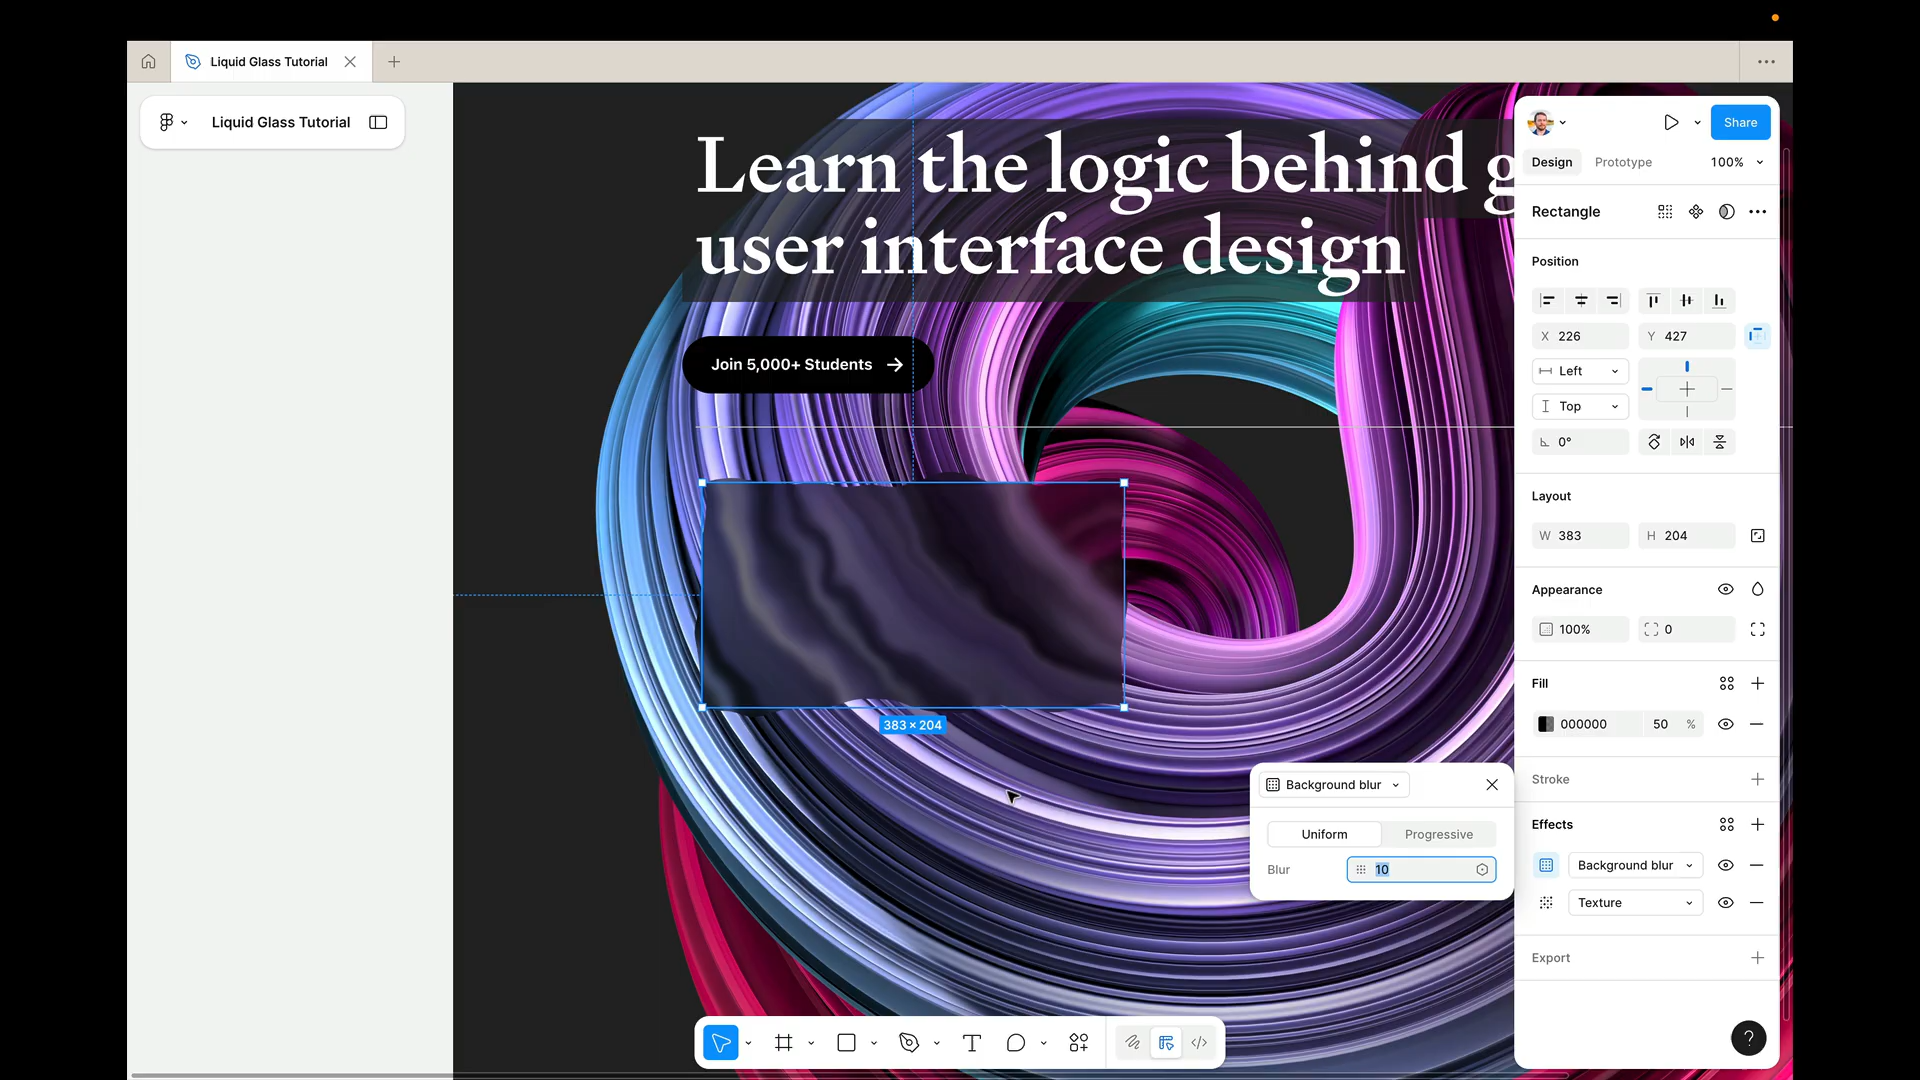 Liquid Glass Tutorial
Liquid Glass Tutorial
Share
Design
Prototype
100%
Learn the logic behind g
user interface design
Join 5,000+ Students
383 × 204
Rectangle
Position
X 226
Y 427
Left
Top
0°
Layout
W 383
H 204
Appearance
100%
0
Fill
000000 50 %
Stroke
Background blur
Uniform
Progressive
Blur
10
Effects
Background blur
Texture
Export
?